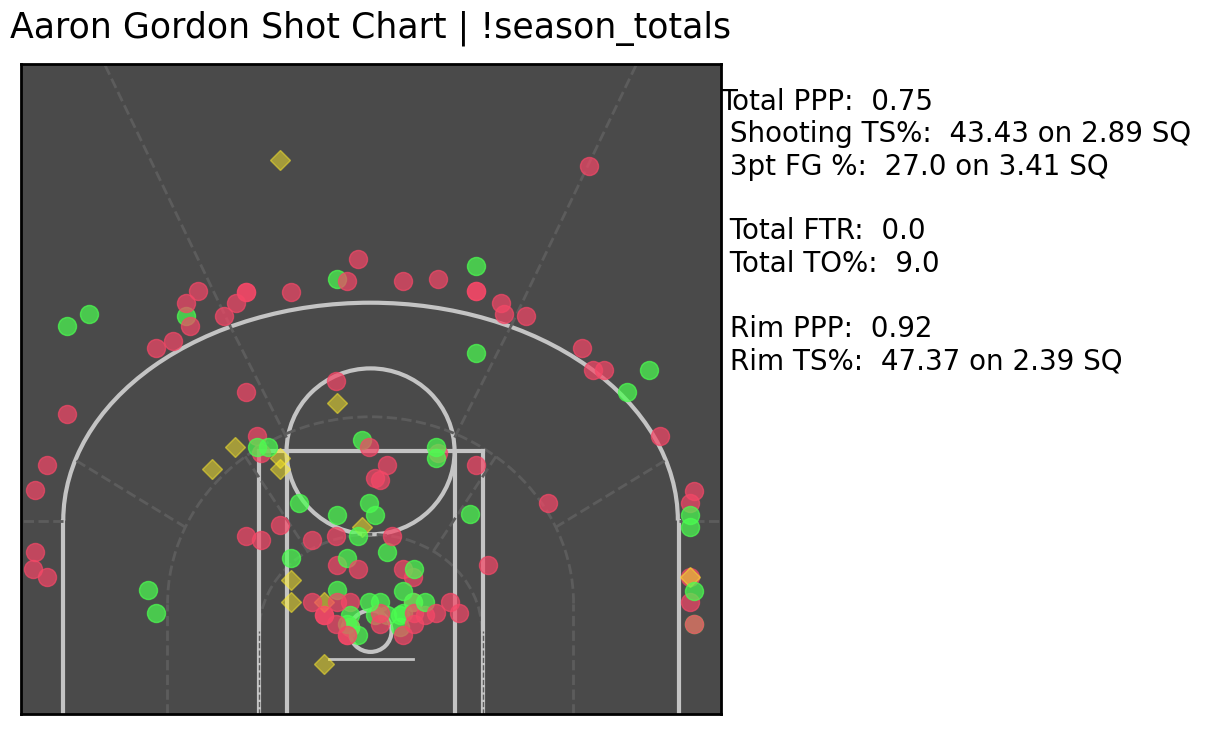 Aaron Gordon Shot Chart | !season_totals
Total PPP:  0.75
Shooting TS%:  43.43 on 2.89 SQ
3pt FG %:  27.0 on 3.41 SQ
Total FTR:  0.0
Total TO%:  9.0
Rim PPP:  0.92
Rim TS%:  47.37 on 2.39 SQ